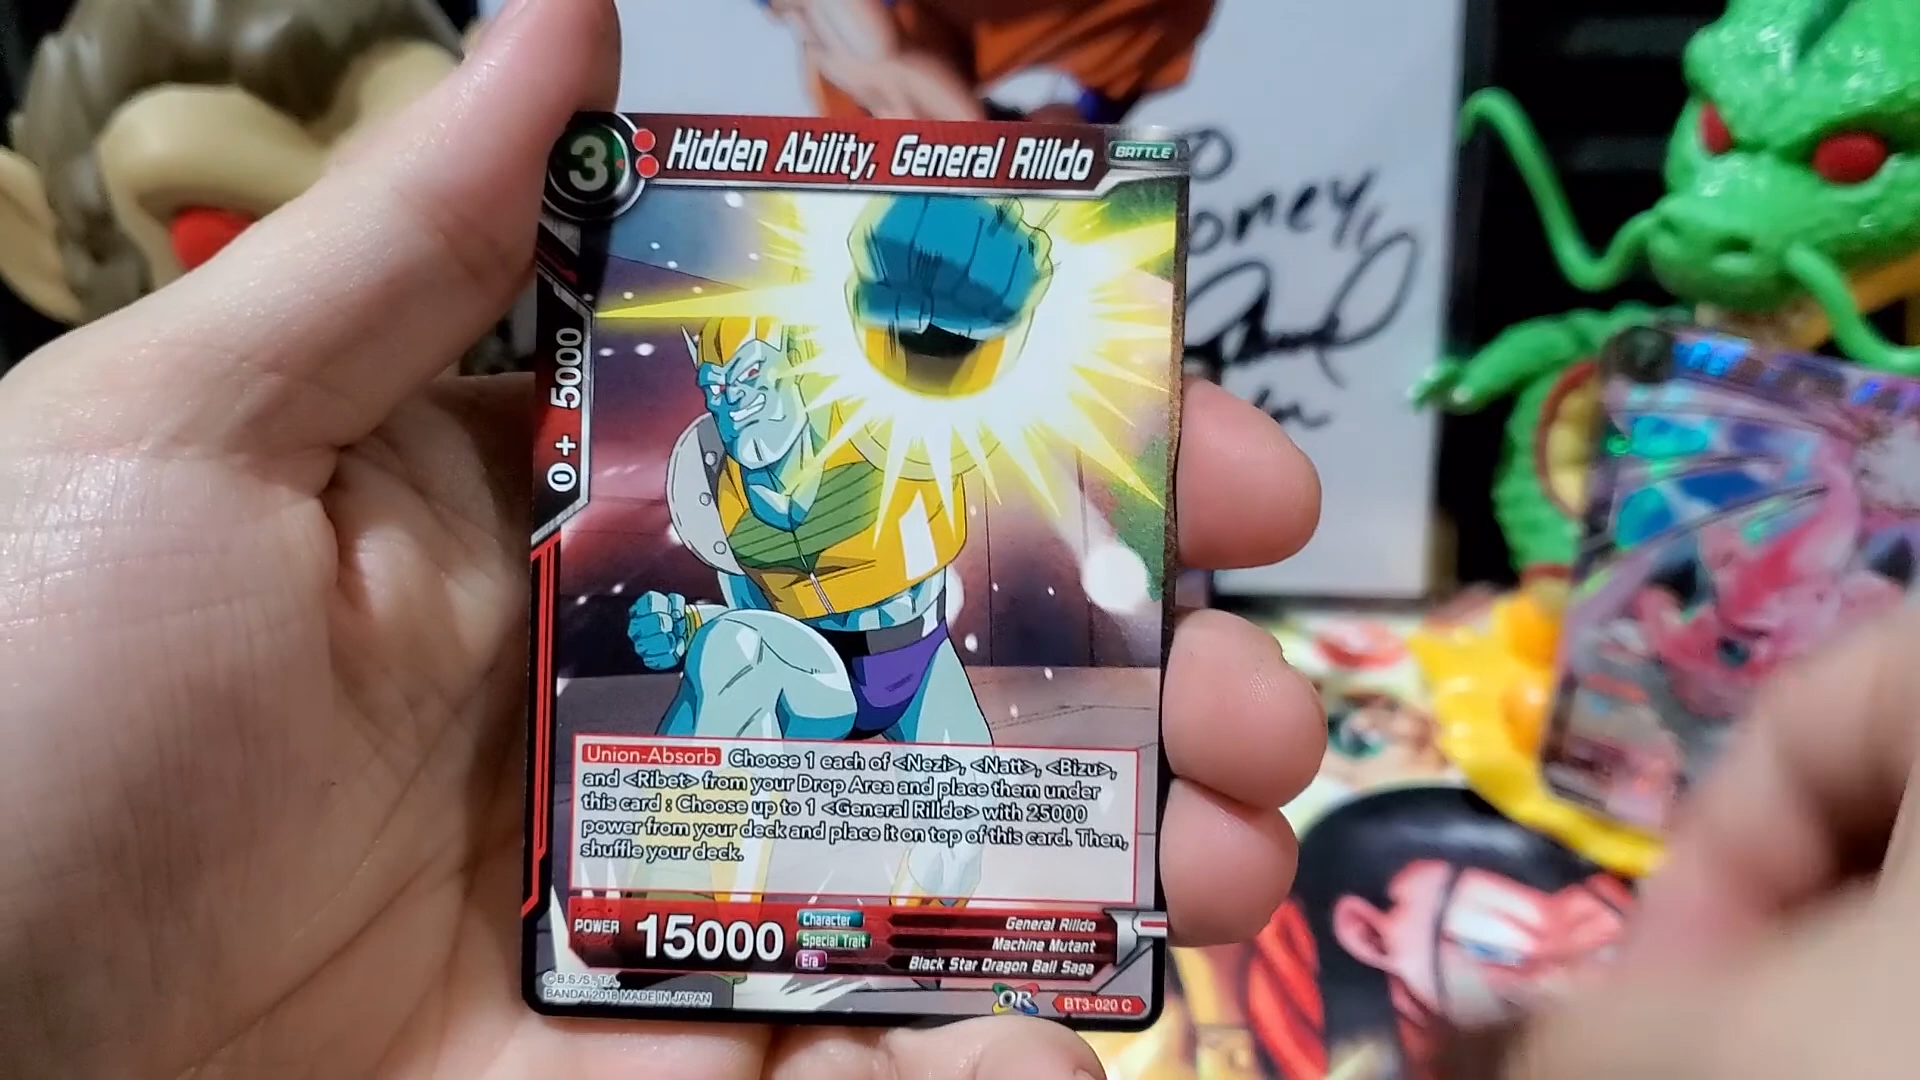 3 Hidden Ability, General Rilldo BATTLE
0 + 5000
Union-Absorb Choose 1 each of <Nezi>, <Natt>, <Bizu>,
and <Ribet> from your Drop Area and place them under
this card : Choose up to 1 <General Rilldo> with 25000
power from your deck and place it on top of this card. Then,
shuffle your deck.
POWER 15000
Character General Rilldo
Special Trait Machine Mutant
Era Black Star Dragon Ball Saga
©B.S./S., T.A.
BANDAI 2018 MADE IN JAPAN
QR BT3-020 C